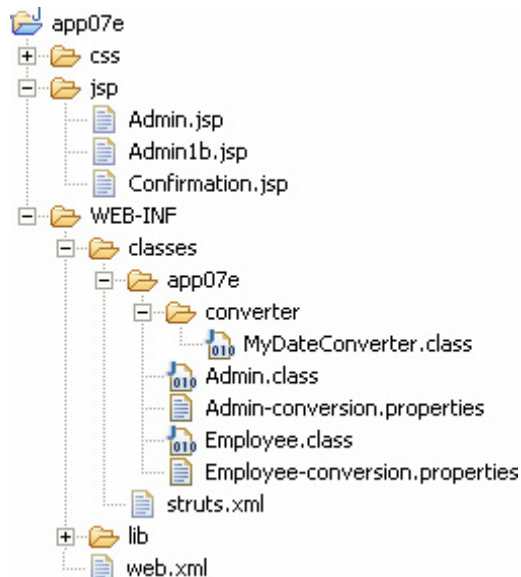 app07e
css
jsp
Admin.jsp
Admin1b.jsp
Confirmation.jsp
WEB-INF
classes
app07e
converter
MyDateConverter.class
Admin.class
Admin-conversion.properties
Employee.class
Employee-conversion.properties
struts.xml
lib
web.xml